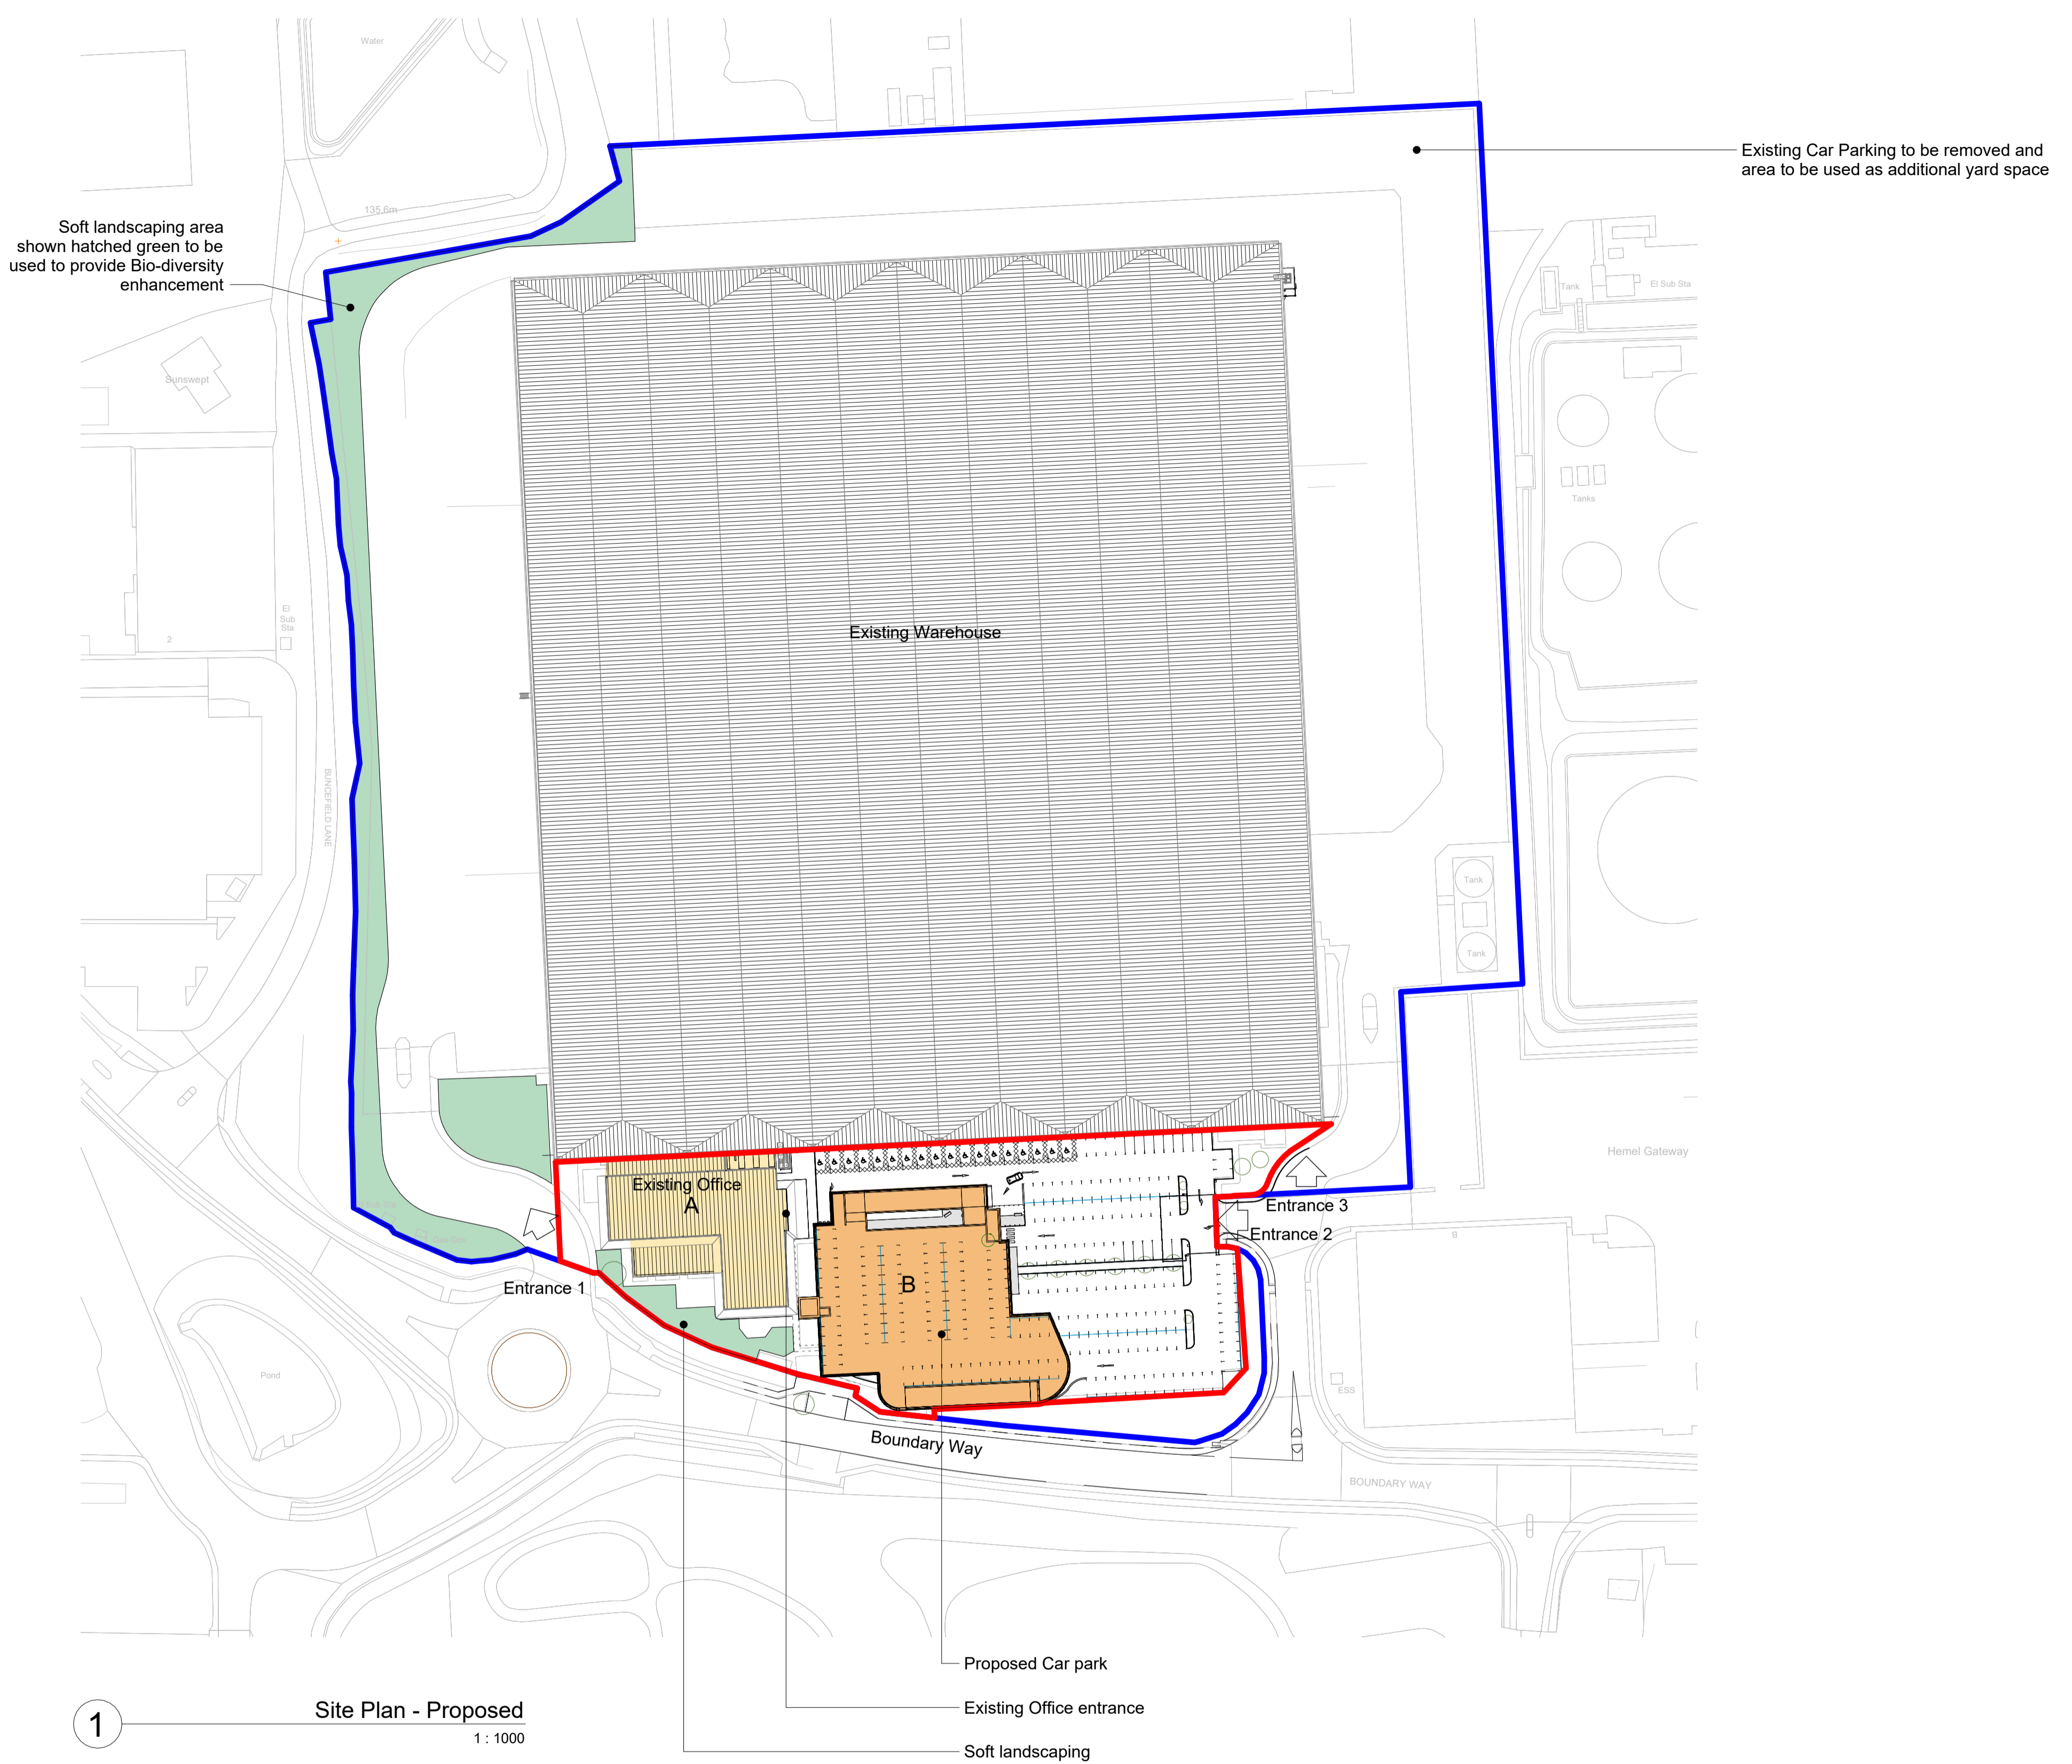 Water
Existing Car Parking to be removed and
area to be used as additional yard space
135.6m
Soft landscaping area
shown hatched green to be
used to provide Bio-diversity
enhancement
Tank
El Sub Sta
Sunswept
Tanks
El
Sub
Sta
2
Existing Warehouse
BUNCEFIELD LANE
Tank
Tank
Hemel Gateway
Existing Office
A
Entrance 3
Entrance 2
9
Entrance 1
B
Pond
ESS
Boundary Way
BOUNDARY WAY
Proposed Car park
Existing Office entrance
Soft landscaping
1
Site Plan - Proposed
1 : 1000